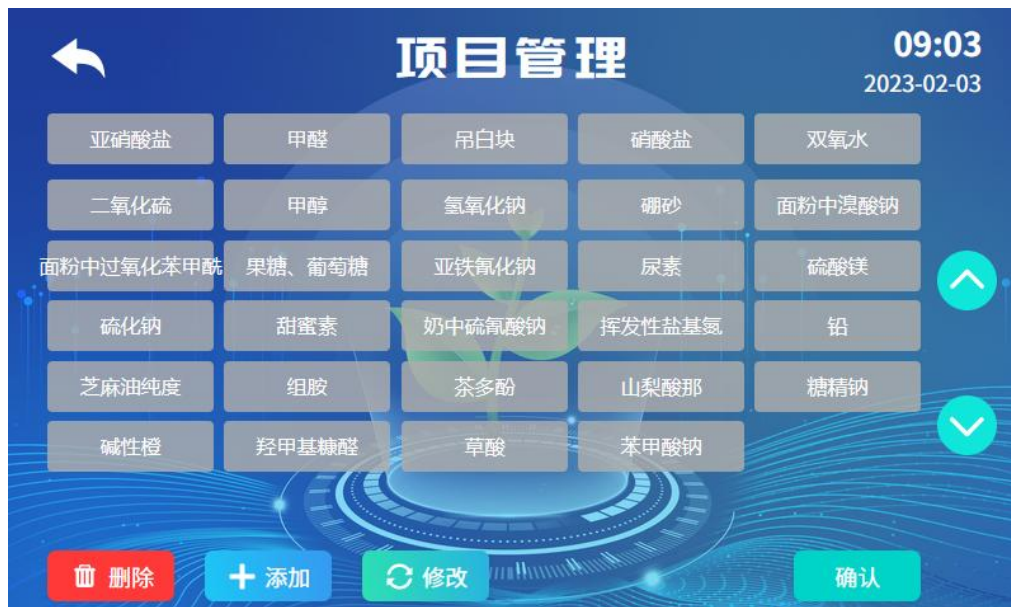 项目管理
09:03
2023-02-03
亚硝酸盐 甲醛 吊白块 硝酸盐 双氧水
二氧化硫 甲醇 氢氧化钠 硼砂 面粉中溴酸钠
面粉中过氧化苯甲酰 果糖、葡萄糖 亚铁氰化钠 尿素 硫酸镁
硫化钠 甜蜜素 奶中硫氰酸钠 挥发性盐基氮 铅
芝麻油纯度 组胺 茶多酚 山梨酸那 糖精钠
碱性橙 羟甲基糠醛 草酸 苯甲酸钠
删除 添加 修改 确认